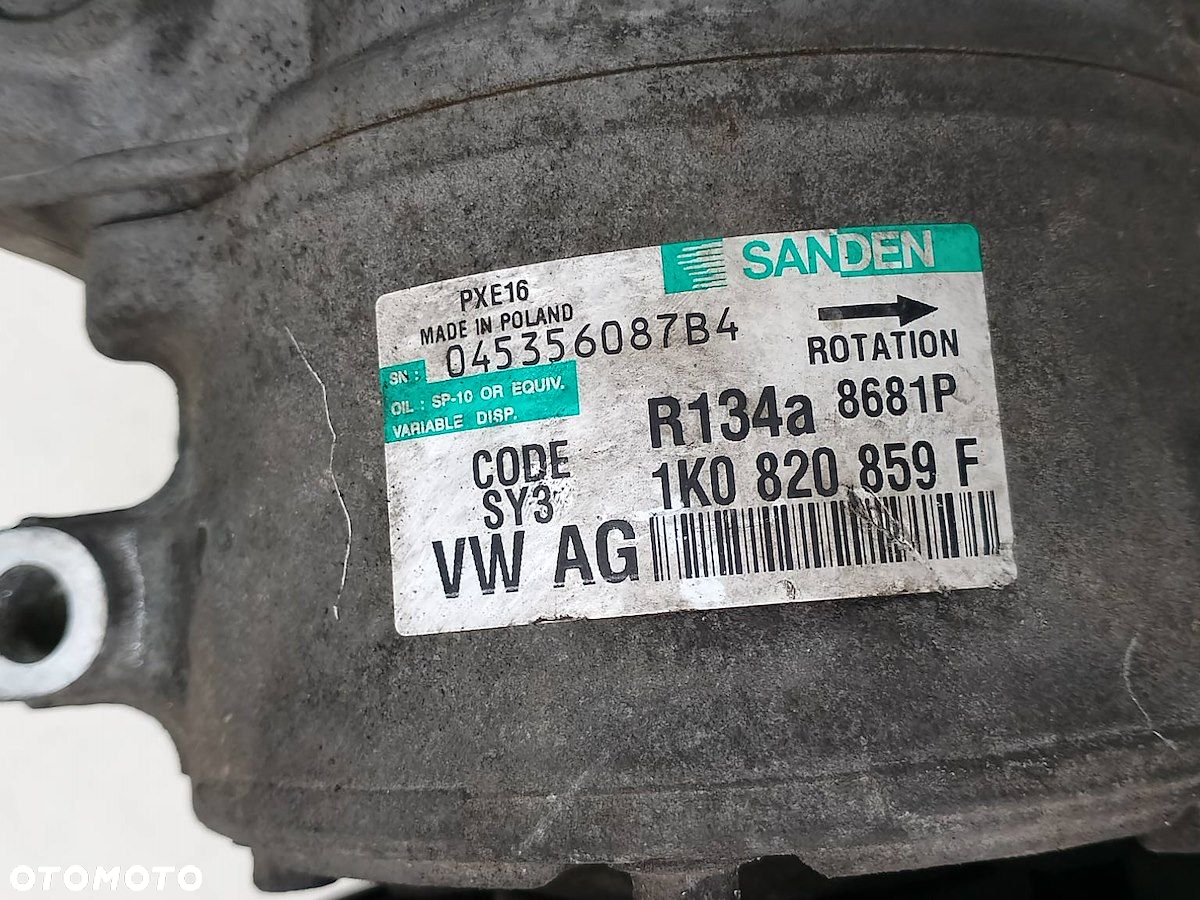 SANDEN
PXE16
MADE IN POLAND
SN: 045356087B4
ROTATION
OIL: SP-10 OR EQUIV.
VARIABLE DISP.
R134a 8681P
CODE
SY3
1K0 820 859 F
VW AG
OTOMOTO